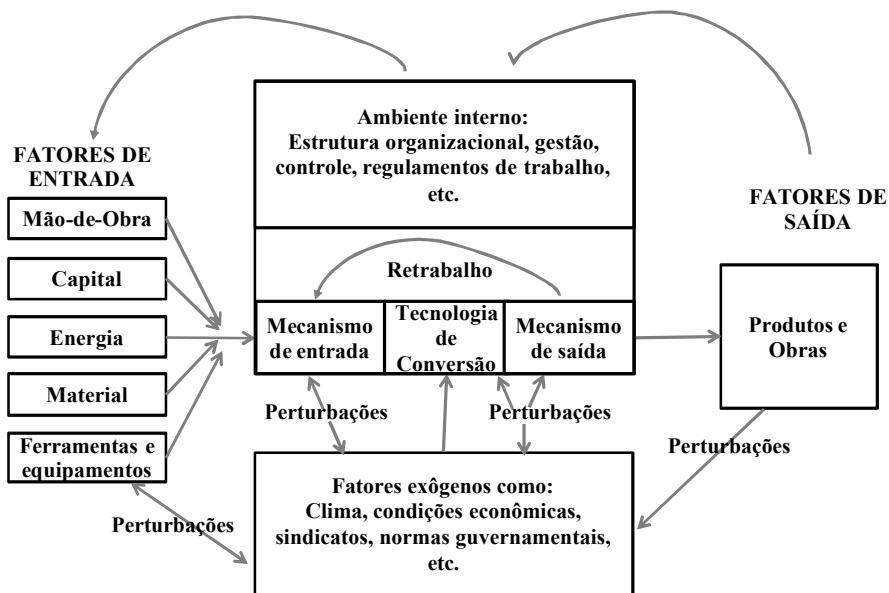 Ambiente interno:
Estrutura organizacional, gestão,
controle, regulamentos de trabalho,
etc.
FATORES DE
ENTRADA
Mão-de-Obra
Capital
Energia
Material
Ferramentas e
equipamentos
Retrabalho
Mecanismo
de entrada
Tecnologia
de
Conversão
Mecanismo
de saída
FATORES DE
SAÍDA
Produtos e
Obras
Perturbações
Perturbações
Perturbações
Perturbações
Fatores exôgenos como:
Clima, condições econômicas,
sindicatos, normas guvernamentais,
etc.